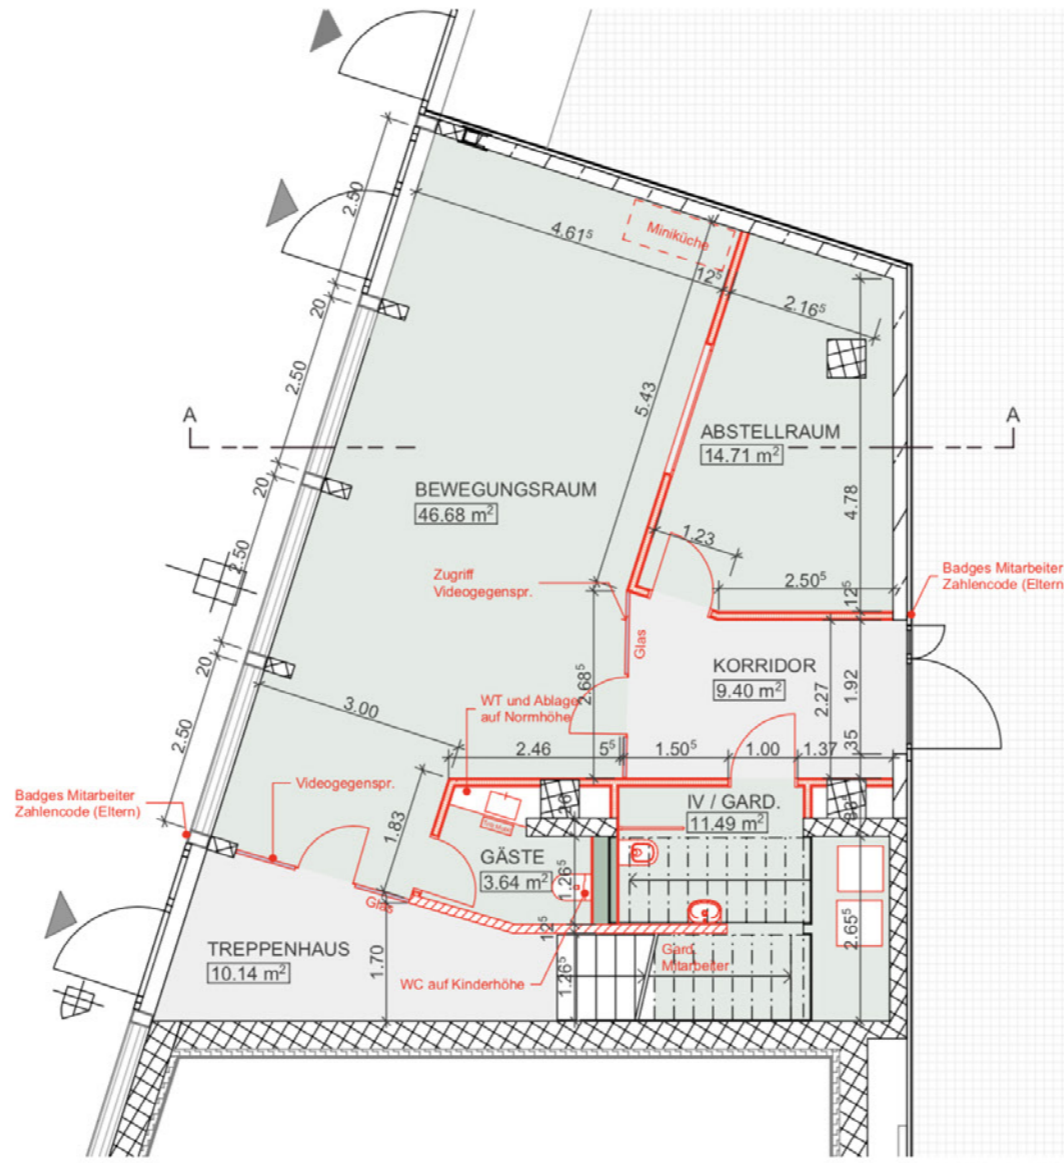 2.50
4.61⁵
Miniküche
12⁵
2.16⁵
20
2.50
5.43
A
A
ABSTELLRAUM
14.71 m²
4.78
BEWEGUNGSRAUM
46.68 m²
20
1.23
2.50
Zugriff
Videogegenspr.
2.50⁵
12⁵
Badges Mitarbeiter
Zahlencode (Eltern)
Glas
KORRIDOR
9.40 m²
20
2.68⁵
2.27
1.92
3.00
WT und Ablage
auf Normhöhe
2.50
2.46
5⁵
1.50⁵
1.00
1.37
35
Videogegenspr.
Badges Mitarbeiter
Zahlencode (Eltern)
1.83
IV / GARD.
11.49 m²
GÄSTE
3.64 m²
1.26⁵
Glas
2.65⁵
TREPPENHAUS
10.14 m²
1.70
12⁵
WC auf Kinderhöhe
1.26⁵
Gard.
Mitarbeiter